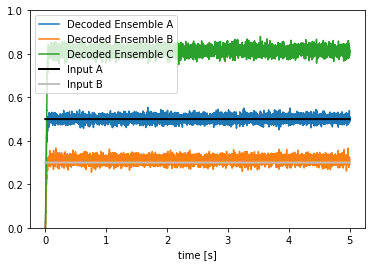 1.0
0.8
0.6
0.4
0.2
0.0
Decoded Ensemble A
Decoded Ensemble B
Decoded Ensemble C
Input A
Input B
0 1 2 3 4 5
time [s]